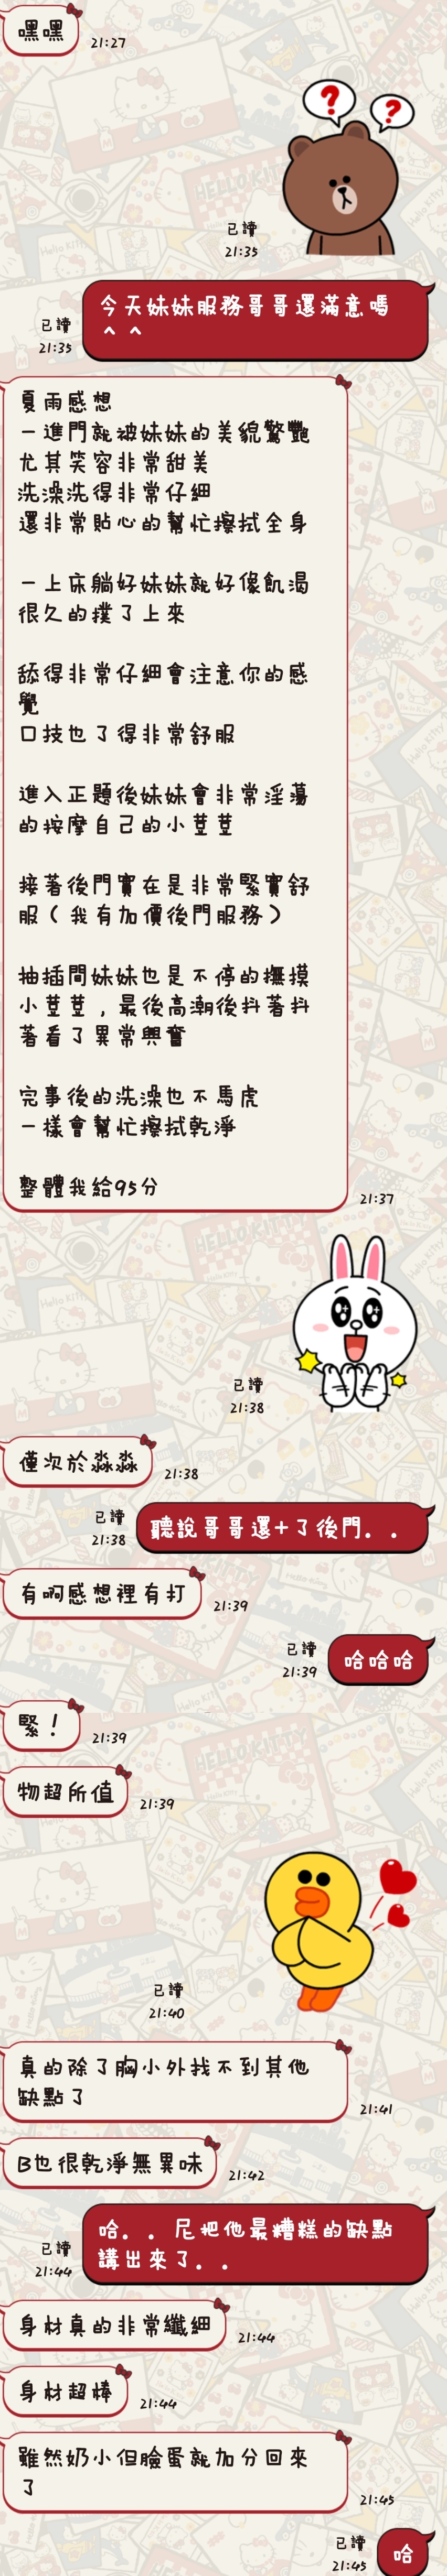 嘿嘿
21:27
? ?
已讀
21:35
今天妹妹服務哥哥還滿意嗎
^ ^
已讀
21:35
夏雨感想
一進門就被妹妹的美貌驚艷
尤其笑容非常甜美
洗澡洗得非常仔細
還非常貼心的幫忙擦拭全身
一上床躺好妹妹就好像飢渴
很久的撲了上來
舔得非常仔細會注意你的感
覺
口技也了得非常舒服
進入正題後妹妹會非常淫蕩
的按摩自己的小荳荳
接著後門實在是非常緊實舒
服（我有加價後門服務）
抽插間妹妹也是不停的撫摸
小荳荳，最後高潮後抖著抖
著看了異常興奮
完事後的洗澡也不馬虎
一樣會幫忙擦拭乾淨
整體我給95分
21:37
已讀
21:38
僅次於淼淼
21:38
已讀
21:38
聽說哥哥還+了後門．．
有啊感想裡有打
21:39
已讀
21:39
哈哈哈
緊！
21:39
物超所值
21:39
已讀
21:40
真的除了胸小外找不到其他
缺點了
21:41
B也很乾淨無異味
21:42
哈．．尼把他最糟糕的缺點
講出來了．．
已讀
21:44
身材真的非常纖細
21:44
身材超棒
21:44
雖然奶小但臉蛋就加分回來
了
21:45
已讀
21:45
哈